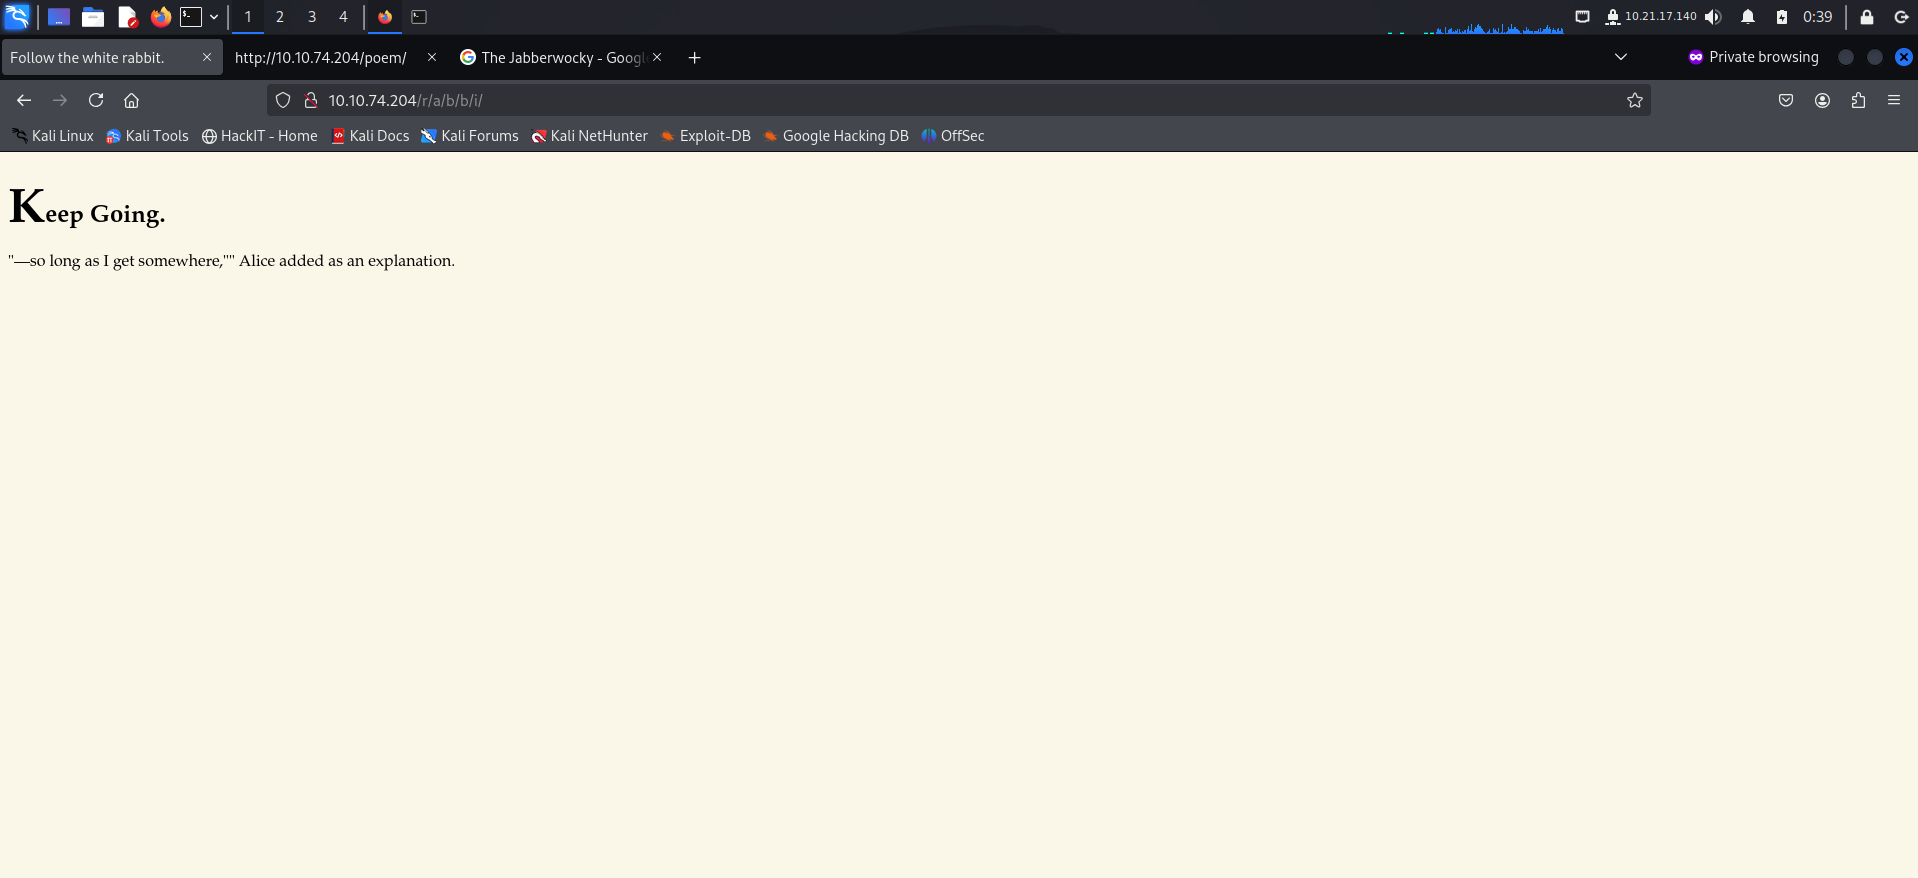 1 2 3 4 10.21.17.140 0:39
Follow the white rabbit. http://10.10.74.204/poem/ The Jabberwocky - Googl Private browsing
10.10.74.204/r/a/b/b/i/
Kali Linux Kali Tools HackIT - Home Kali Docs Kali Forums Kali NetHunter Exploit-DB Google Hacking DB OffSec
Keep Going.
"—so long as I get somewhere,"" Alice added as an explanation.